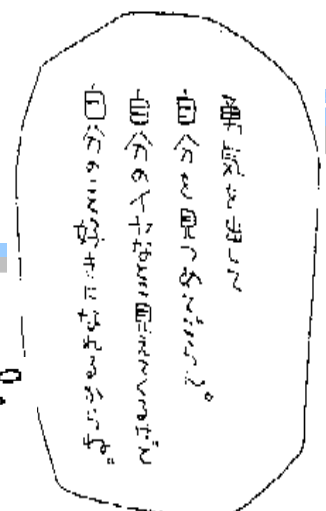 勇気を出して
自分を見つめてごらん。
自分のイヤなとこ見えてくるけど
自分のこと好きになれるからね。